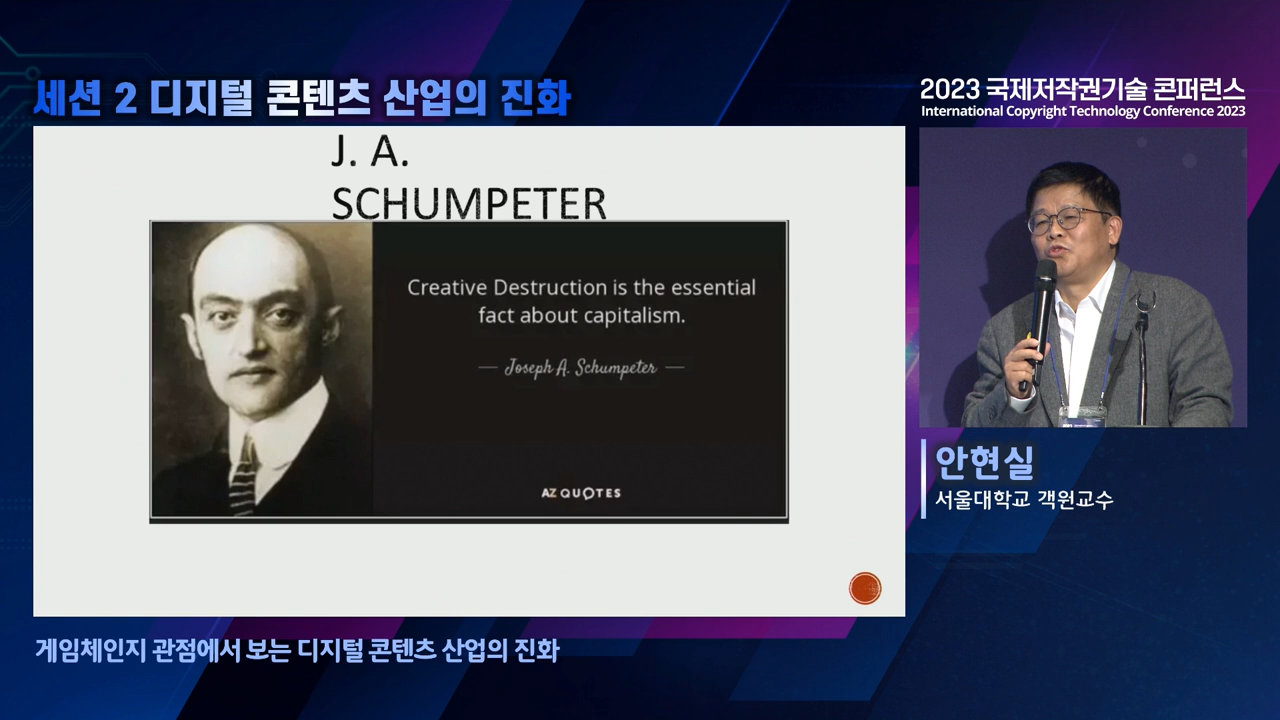 세션 2 디지털 콘텐츠 산업의 진화
2023 국제저작권기술 콘퍼런스
International Copyright Technology Conference 2023
J. A.
SCHUMPETER
Creative Destruction is the essential
fact about capitalism.
— Joseph A. Schumpeter —
AZ QUOTES
안현실
서울대학교 객원교수
게임체인지 관점에서 보는 디지털 콘텐츠 산업의 진화